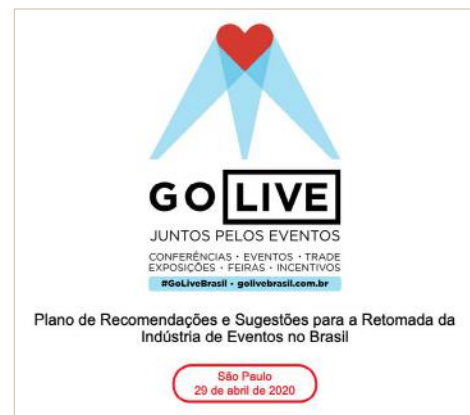 GO LIVE
JUNTOS PELOS EVENTOS
CONFERÊNCIAS • EVENTOS • TRADE
EXPOSIÇÕES • FEIRAS • INCENTIVOS
#GoLiveBrasil • golivebrasil.com.br
Plano de Recomendações e Sugestões para a Retomada da
Indústria de Eventos no Brasil
São Paulo
29 de abril de 2020